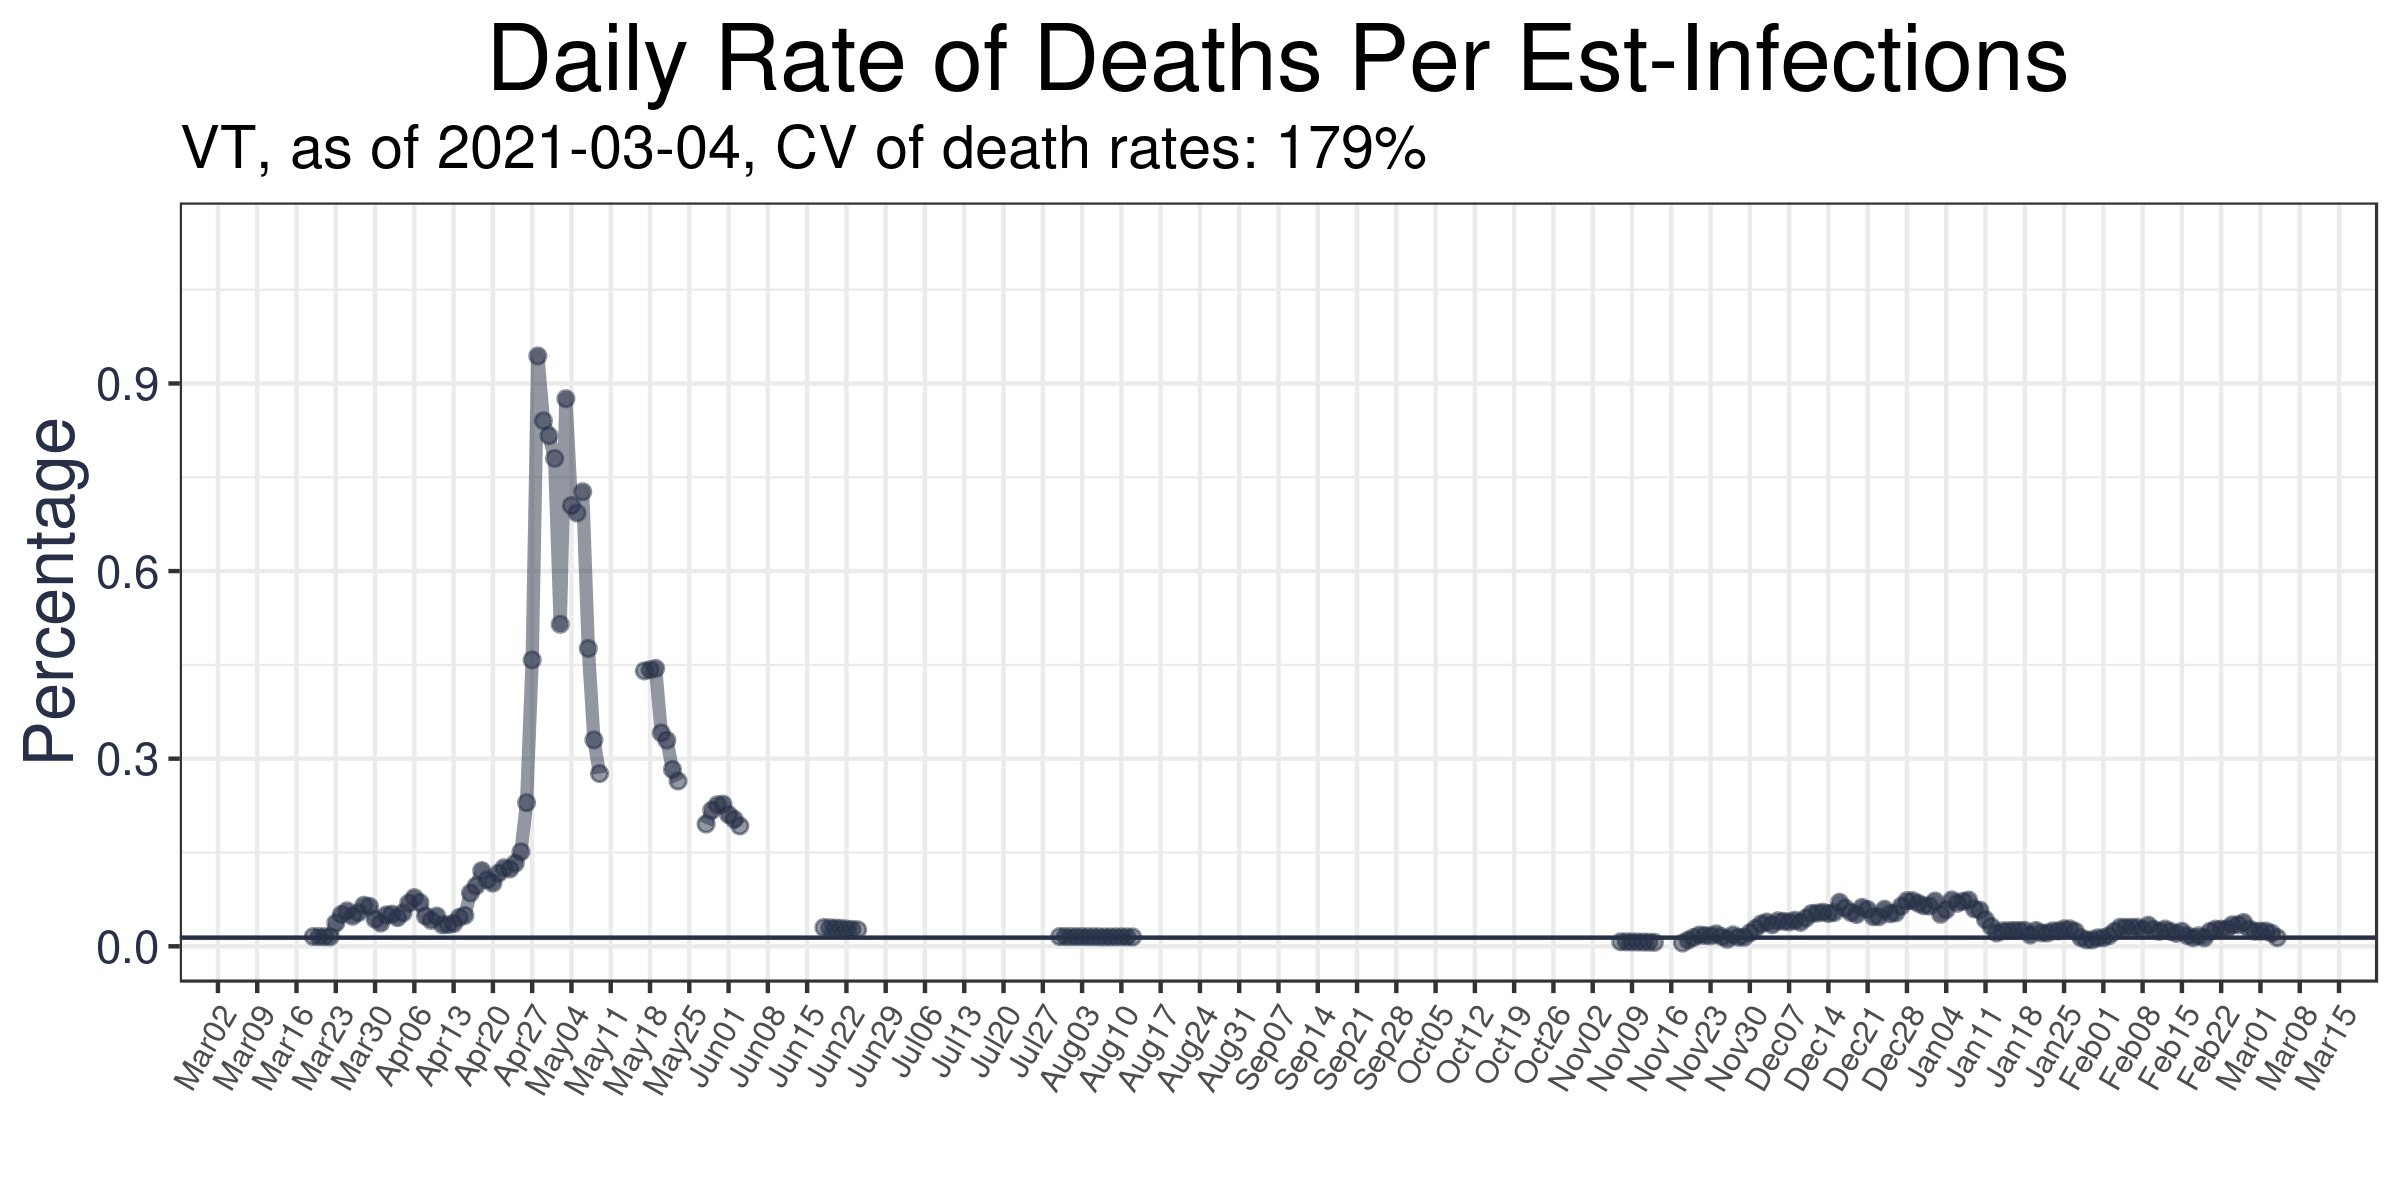 Daily Rate of Deaths Per Est-Infections
VT, as of 2021-03-04, CV of death rates: 179%
Percentage
0.9
0.6
0.3
0.0
Mar02
Mar09
Mar16
Mar23
Mar30
Apr06
Apr13
Apr20
Apr27
May04
May11
May18
May25
Jun01
Jun08
Jun15
Jun22
Jun29
Jul06
Jul13
Jul20
Jul27
Aug03
Aug10
Aug17
Aug24
Aug31
Sep07
Sep14
Sep21
Sep28
Oct05
Oct12
Oct19
Oct26
Nov02
Nov09
Nov16
Nov23
Nov30
Dec07
Dec14
Dec21
Dec28
Dec04
Jan04
Jan11
Jan18
Jan25
Feb01
Feb08
Feb15
Feb22
Mar01
Mar08
Mar15